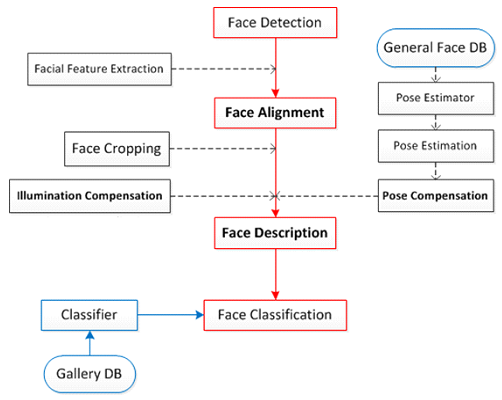 Face Detection
General Face DB
Facial Feature Extraction
Pose Estimator
Face Alignment
Face Cropping
Pose Estimation
Illumination Compensation
Pose Compensation
Face Description
Classifier
Face Classification
Gallery DB